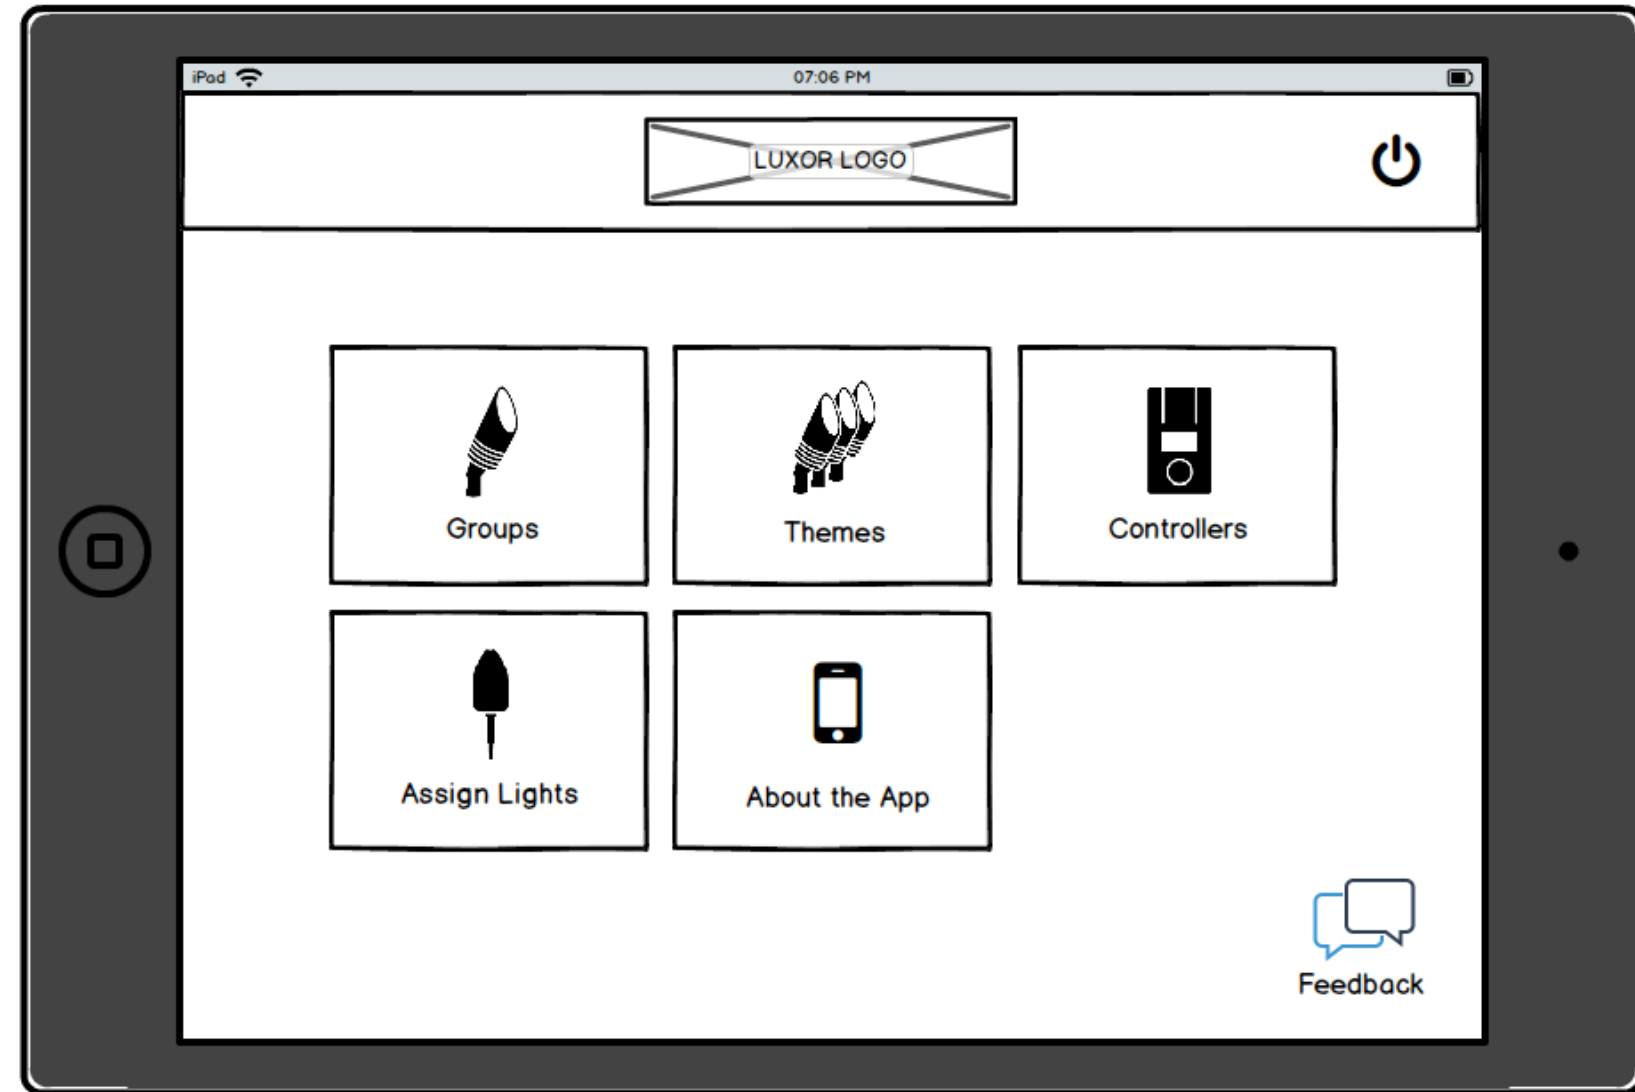 iPad
07:06 PM
LUXOR LOGO
Groups
Themes
Controllers
Assign Lights
About the App
Feedback